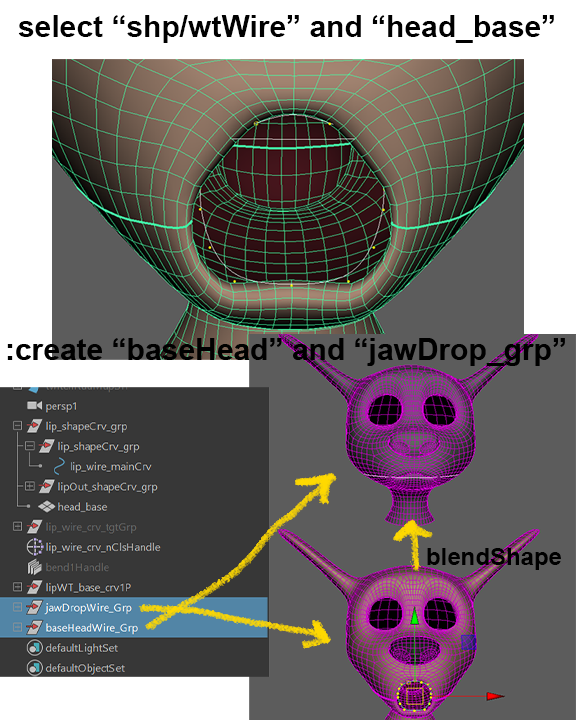 select “shp/wtWire” and “head_base”
:create “baseHead” and “jawDrop_grp”
persp1
lip_shapeCrv_grp
lip_shapeCrv_grp
lip_wire_mainCrv
lipOut_shapeCrv_grp
head_base
lip_wire_crv_tgtGrp
lip_wire_crv_nClsHandle
bend1Handle
lipWT_base_crv1P
jawDropWire_Grp
baseHeadWire_Grp
defaultLightSet
defaultObjectSet
blendShape